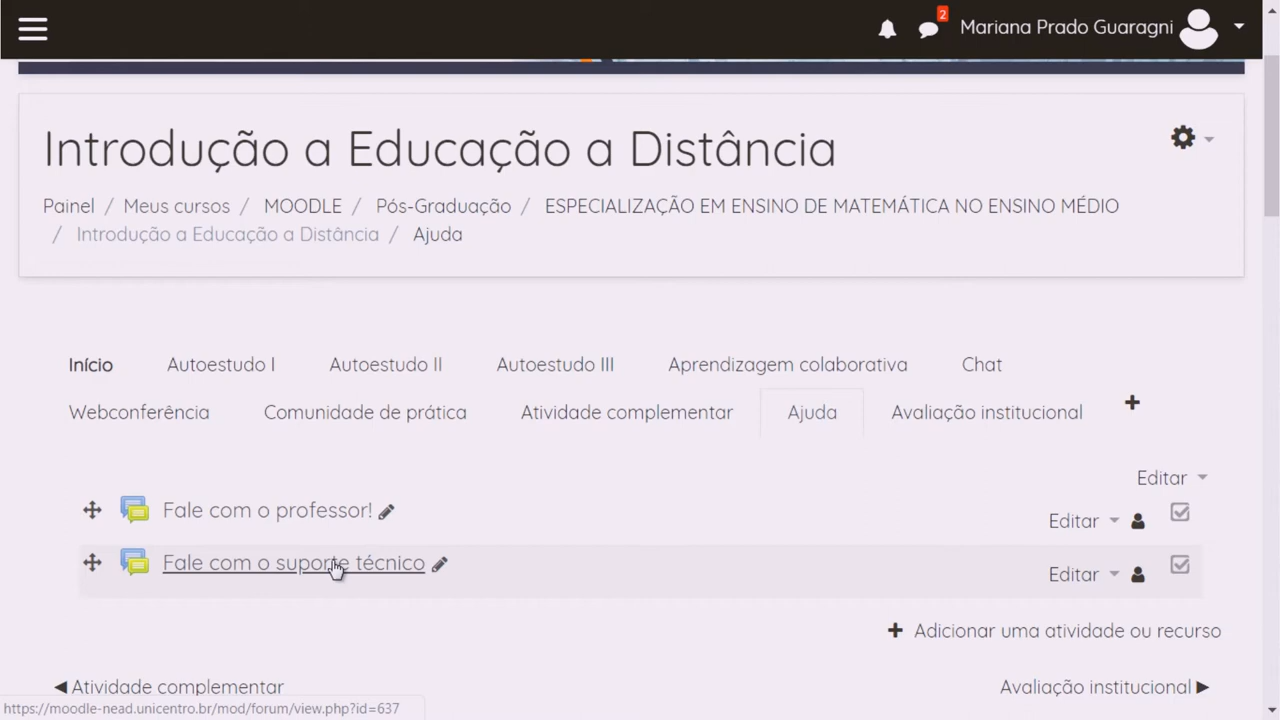 2
Mariana Prado Guaragni
Introdução a Educação a Distância
Painel / Meus cursos / MOODLE / Pós-Graduação / ESPECIALIZAÇÃO EM ENSINO DE MATEMÁTICA NO ENSINO MÉDIO
/ Introdução a Educação a Distância / Ajuda
Início Autoestudo I Autoestudo II Autoestudo III Aprendizagem colaborativa Chat
Webconferência Comunidade de prática Atividade complementar Ajuda Avaliação institucional +
Editar
Fale com o professor! Editar
Fale com o suporte técnico Editar
+ Adicionar uma atividade ou recurso
◀ Atividade complementar Avaliação institucional ▶
https://moodle-nead.unicentro.br/mod/forum/view.php?id=637